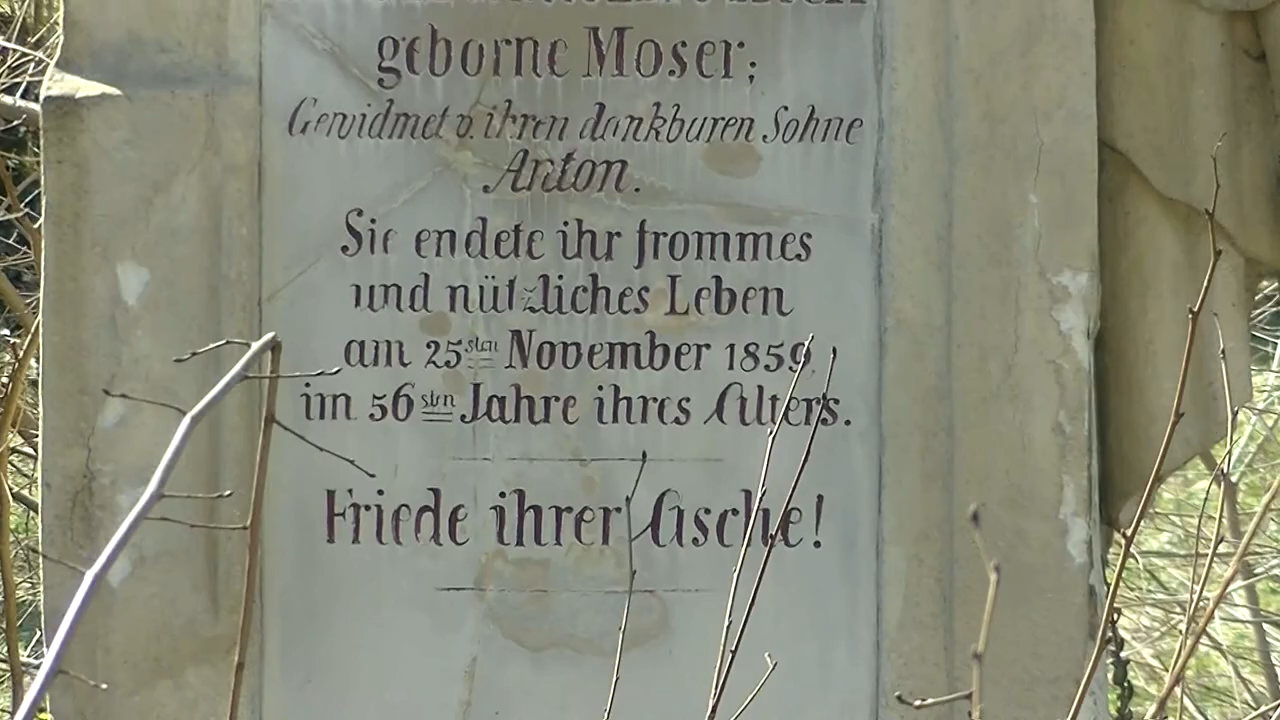 geborne Moser;
Gewidmet v. ihren dankbaren Sohne
Anton.
Sie endete ihr frommes
und nützliches Leben
am 25sten November 1859,
im 56sten Jahre ihres Alters.
Friede ihrer Asche!